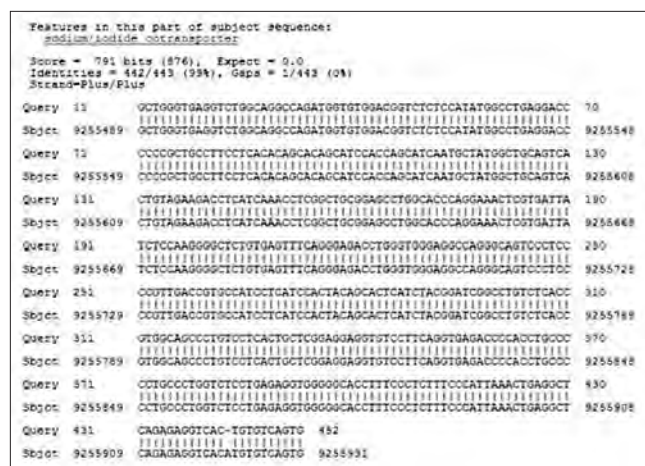 Features in this part of subject sequence:
sodium/iodide cotransporter
Score = 791 bits (876), Expect = 0.0
Identities = 442/443 (99%), Gaps = 1/443 (0%)
Strand=Plus/Plus
Query 11 GCTGGGTGAGGTCTGGCAGGCCAGATGGTGTGGACGGTCTCTCCATATGGCCTGAGGACC 70
Sbjct 9255489 GCTGGGTGAGGTCTGGCAGGCCAGATGGTGTGGACGGTCTCTCCATATGGCCTGAGGACC 9255548
Query 71 CCCCGCTGCCTTCCTCACACAGCACAGCATCCACCAGCATCAATGCTATGGCTGCAGTCA 130
Sbjct 9255549 CCCCGCTGCCTTCCTCACACAGCACAGCATCCACCAGCATCAATGCTATGGCTGCAGTCA 9255608
Query 131 CTGTAGAAGACCTCATCAAACCTCGGCTGCGGAGCCTGGCACCCAGGAAACTCGTGATTA 190
Sbjct 9255609 CTGTAGAAGACCTCATCAAACCTCGGCTGCGGAGCCTGGCACCCAGGAAACTCGTGATTA 9255668
Query 191 TCTCCAAGGGGCTCTGTGAGTTTCAGGGAGACCTGGGTGGGAGGCCAGGGCAGTCCCTCC 250
Sbjct 9255669 TCTCCAAGGGGCTCTGTGAGTTTCAGGGAGACCTGGGTGGGAGGCCAGGGCAGTCCCTCC 9255728
Query 251 CCGTTGACCGTGCCATCCTCATCCACTACAGCACTCATCTACGGATCGGCCTGTCTCACC 310
Sbjct 9255729 CCGTTGACCGTGCCATCCTCATCCACTACAGCACTCATCTACGGATCGGCCTGTCTCACC 9255788
Query 311 GTGGCAGCCCTGTCCTCACTGCTCGGAGGAGGTGTCCTTCAGGTGAGACCCCACCTGCCC 370
Sbjct 9255789 GTGGCAGCCCTGTCCTCACTGCTCGGAGGAGGTGTCCTTCAGGTGAGACCCCACCTGCCC 9255848
Query 371 CCTGCCCTGGTCTCCTGAGAGGTGGGGGCACCTTTCCCTCTTTCCCATTAAACTGAGGCT 430
Sbjct 9255849 CCTGCCCTGGTCTCCTGAGAGGTGGGGGCACCTTTCCCTCTTTCCCATTAAACTGAGGCT 9255908
Query 431 CAGAGAGGTCAC-TGTGTCAGTG 452
Sbjct 9255909 CAGAGAGGTCACATGTGTCAGTG 9255931